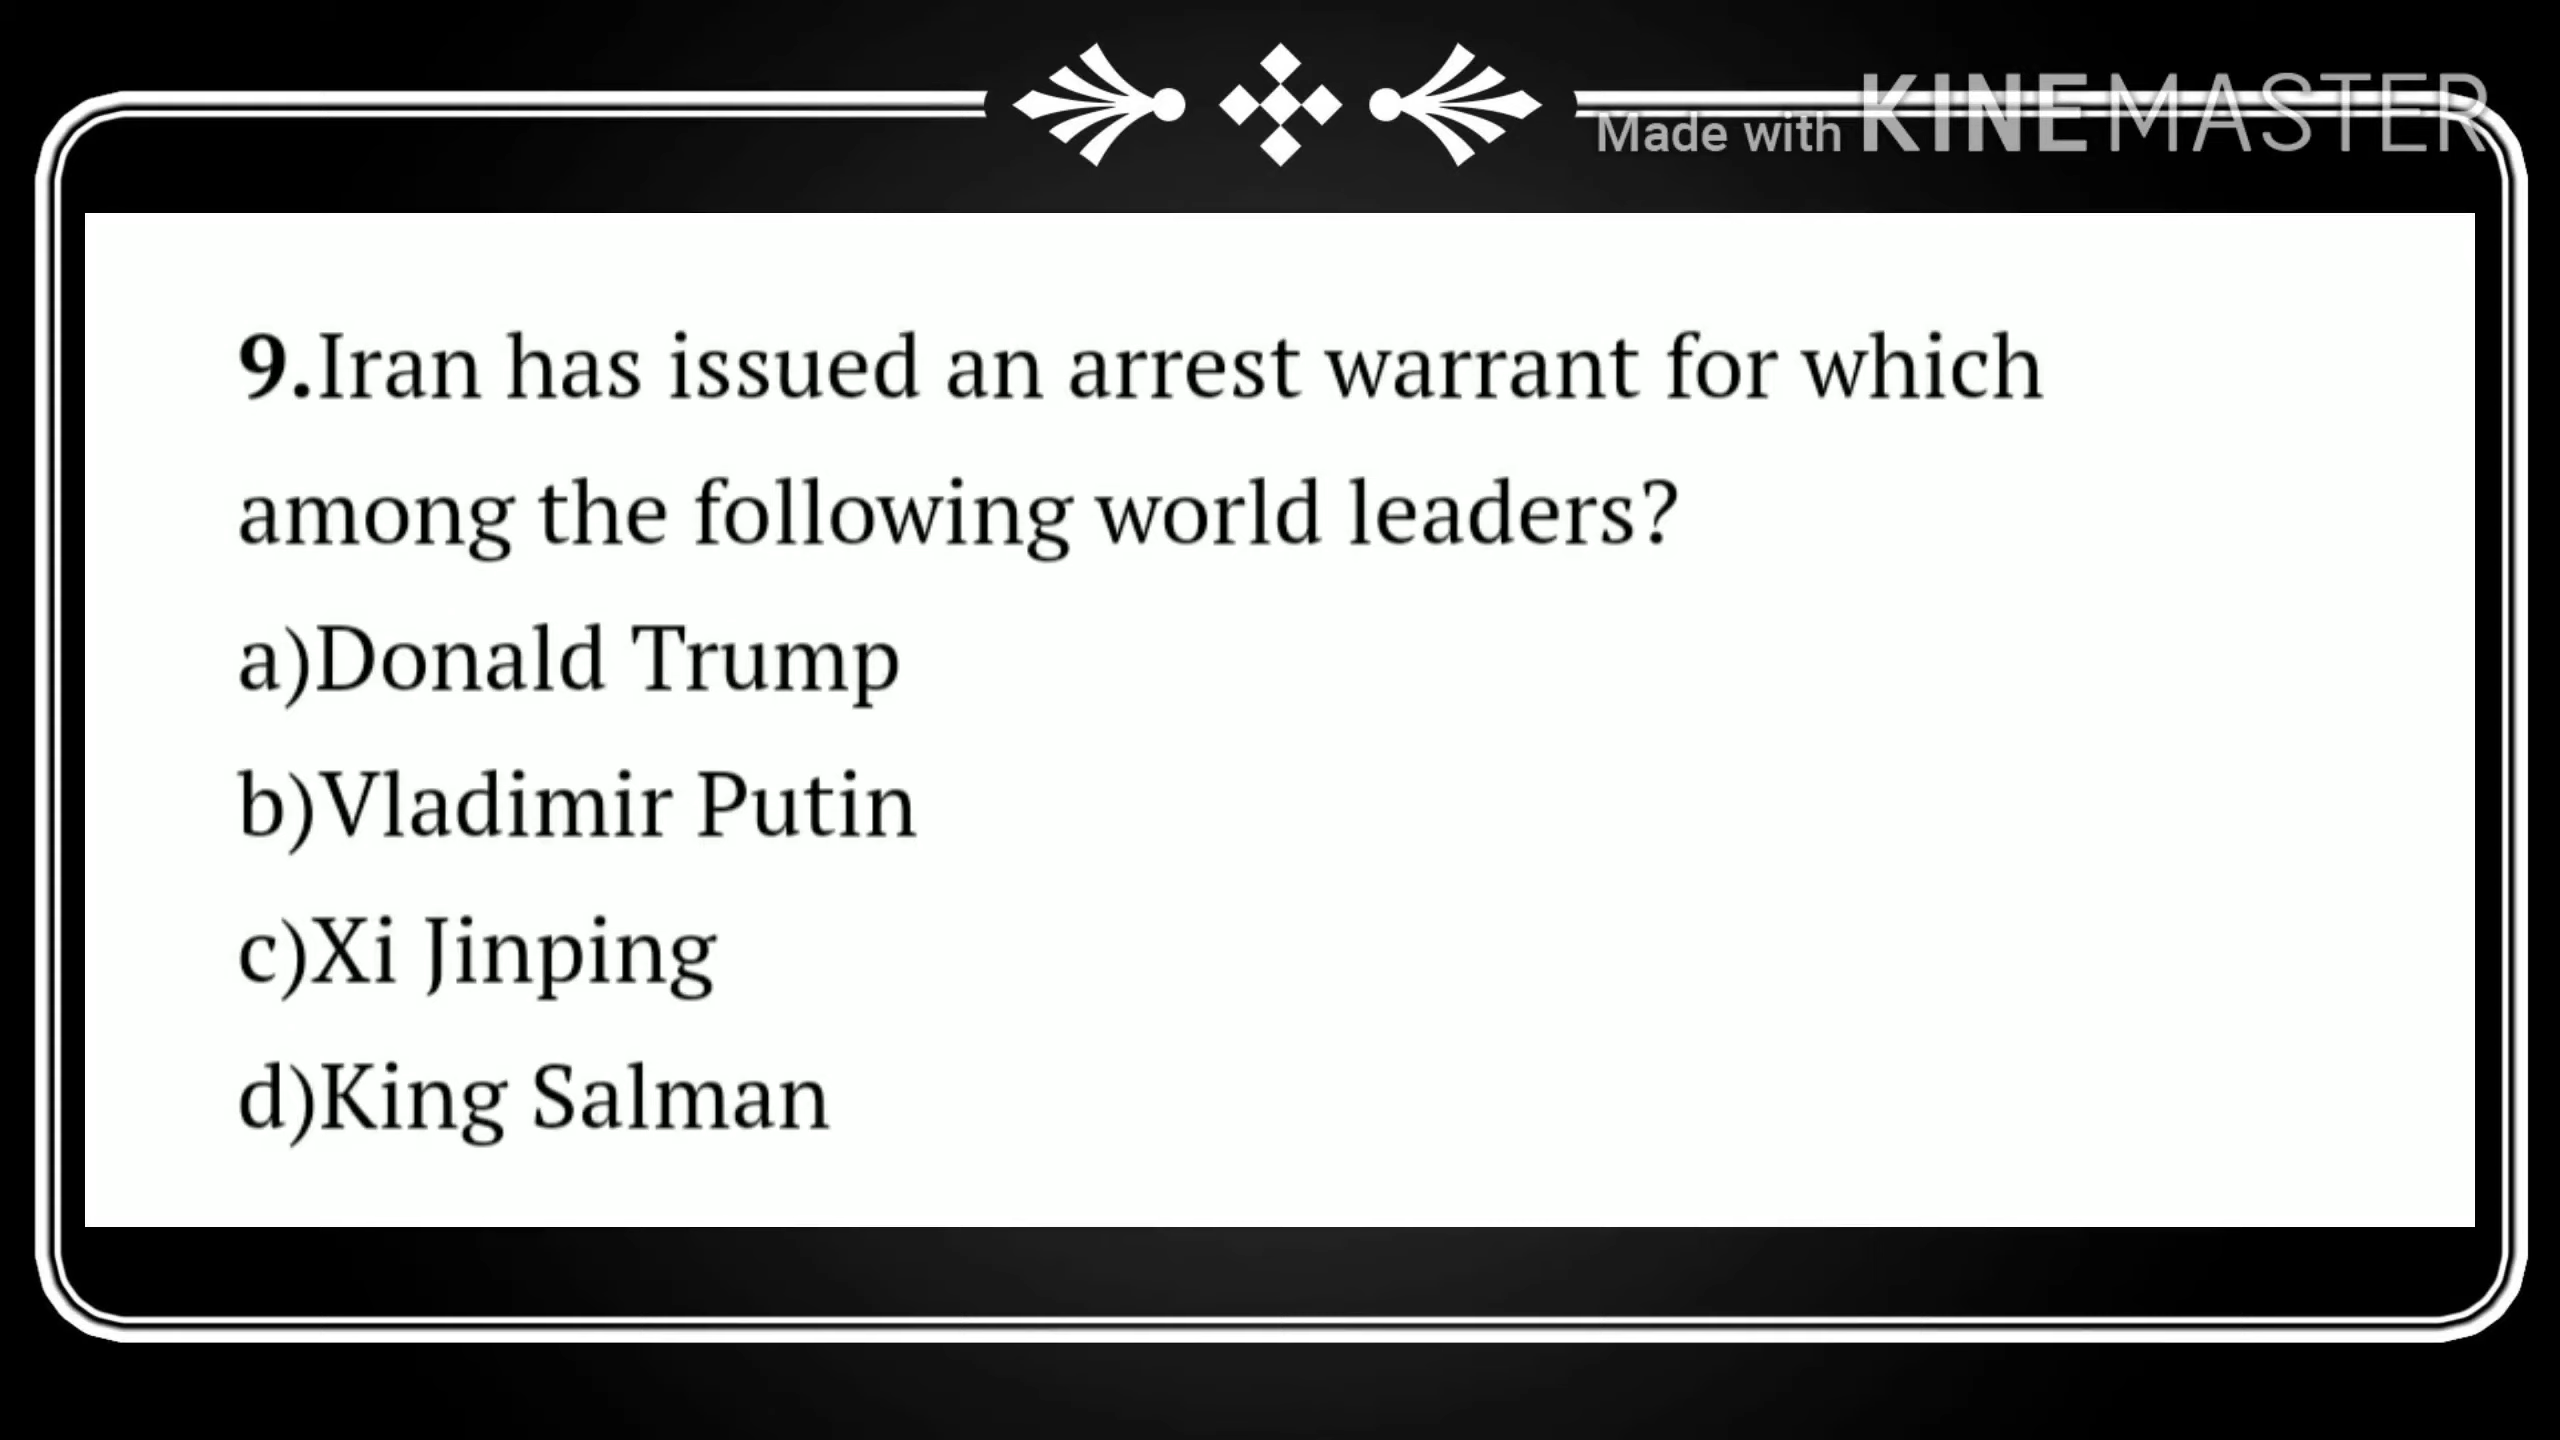 Made with KINEMASTER
9.Iran has issued an arrest warrant for which
among the following world leaders?
a)Donald Trump
b)Vladimir Putin
c)Xi Jinping
d)King Salman